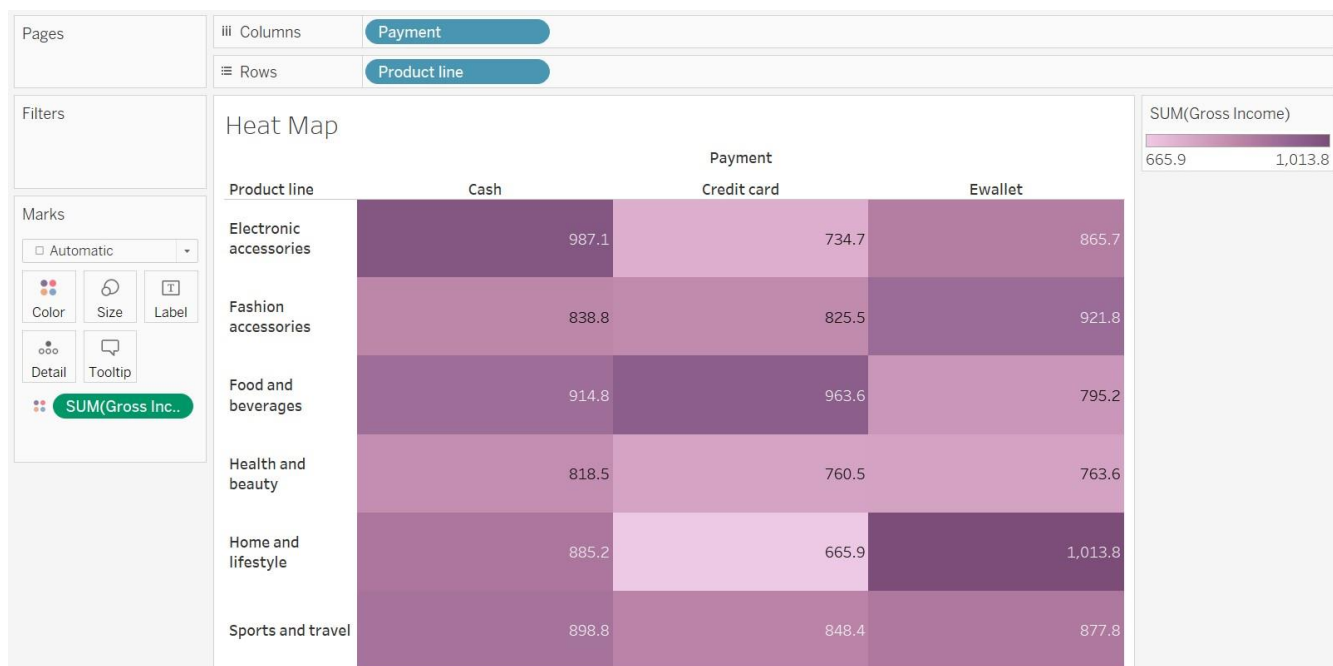 Pages
iii Columns
Payment
Rows
Product line
Filters
Marks
Automatic
Color
Size
T
Label
Detail
Tooltip
SUM(Gross Inc..
Heat Map
Payment
Product line Cash Credit card Ewallet
Electronic
accessories
987.1 734.7 865.7
Fashion
accessories
838.8 825.5 921.8
Food and
beverages
914.8 963.6 795.2
Health and
beauty
818.5 760.5 763.6
Home and
lifestyle
885.2 665.9 1,013.8
Sports and travel 898.8 848.4 877.8
SUM(Gross Income)
665.9 1,013.8